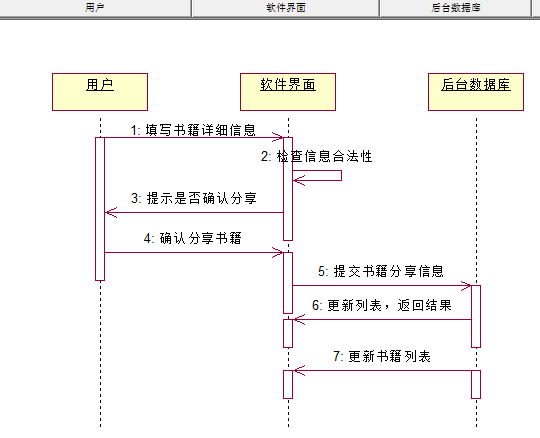 用户 软件界面 后台数据库
用户 软件界面 后台数据库
1: 填写书籍详细信息
2: 检查信息合法性
3: 提示是否确认分享
4: 确认分享书籍
5: 提交书籍分享信息
6: 更新列表，返回结果
7: 更新书籍列表